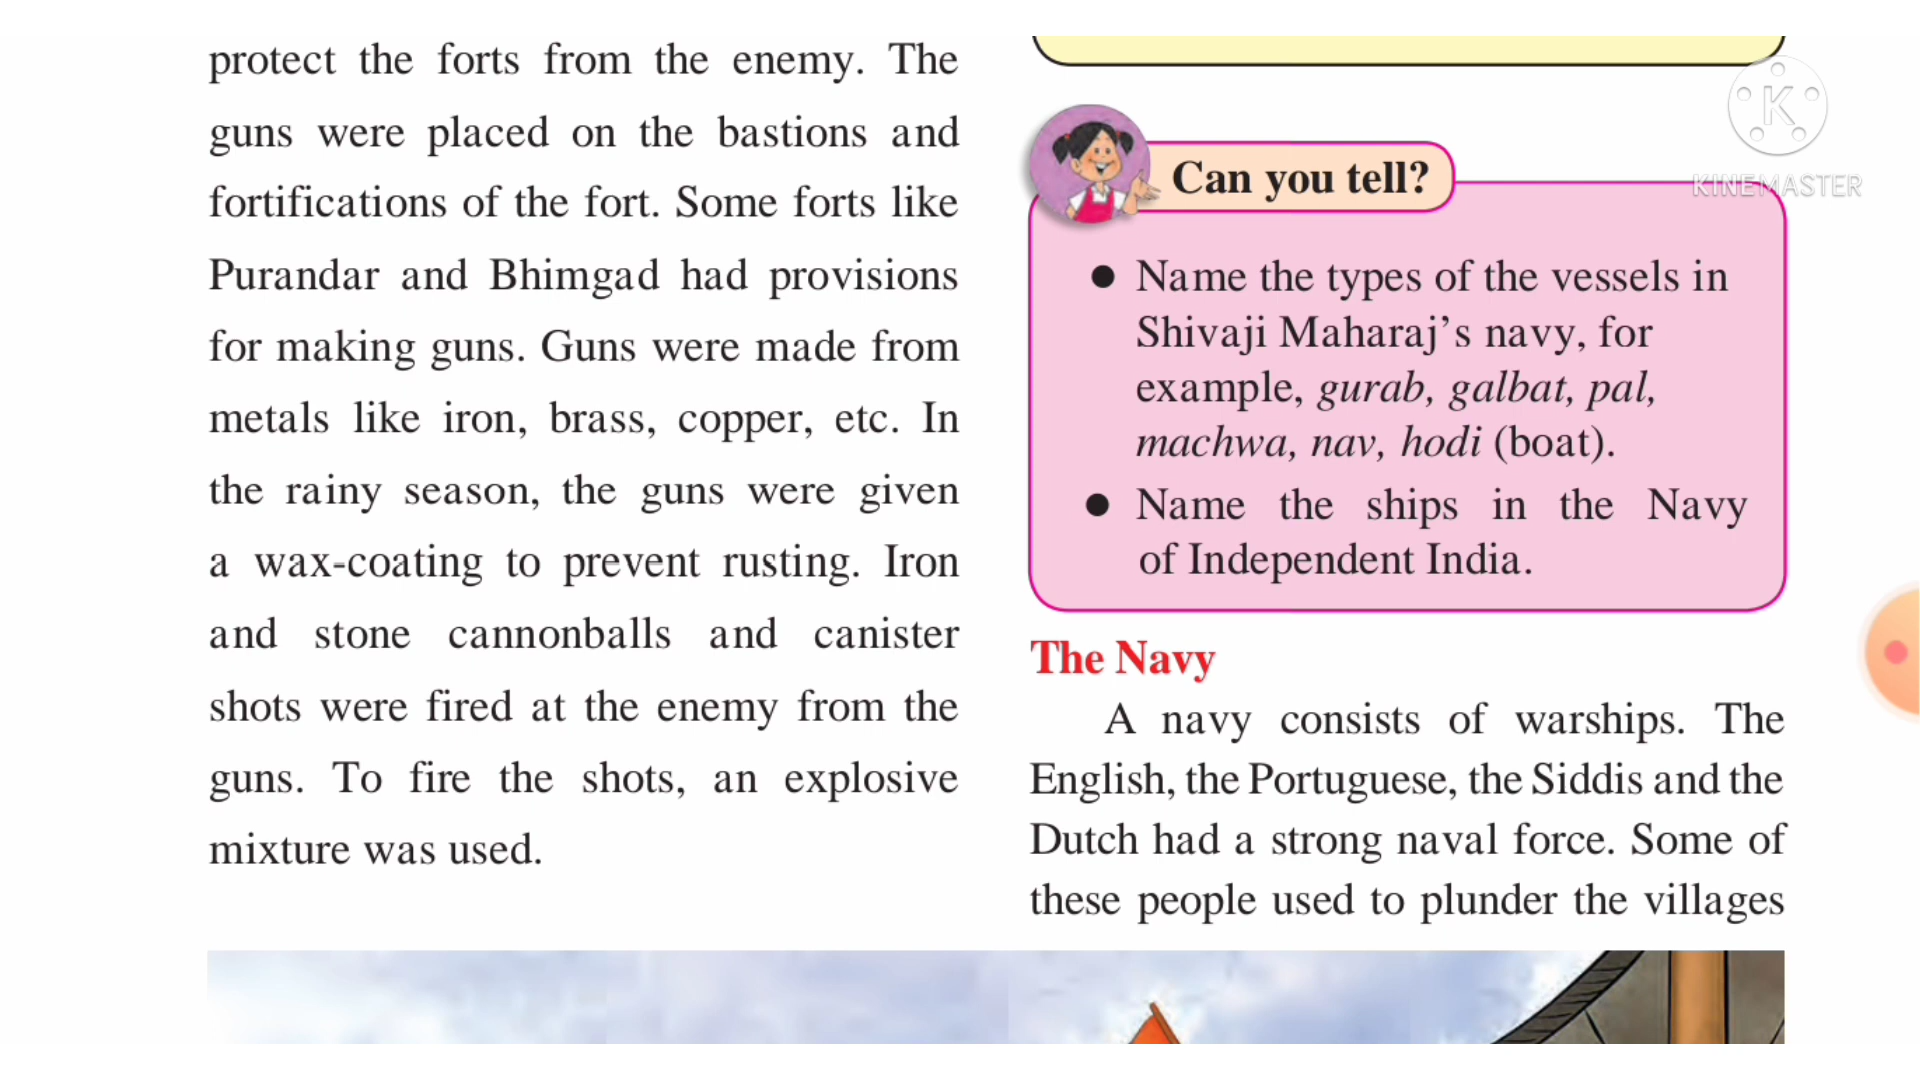 protect the forts from the enemy. The
guns were placed on the bastions and
fortifications of the fort. Some forts like
Purandar and Bhimgad had provisions
for making guns. Guns were made from
metals like iron, brass, copper, etc. In
the rainy season, the guns were given
a wax-coating to prevent rusting. Iron
and stone cannonballs and canister
shots were fired at the enemy from the
guns. To fire the shots, an explosive
mixture was used.
K
KINEMASTER
Can you tell?
● Name the types of the vessels in
Shivaji Maharaj’s navy, for
example, gurab, galbat, pal,
machwa, nav, hodi (boat).
● Name the ships in the Navy
of Independent India.
The Navy
A navy consists of warships. The
English, the Portuguese, the Siddis and the
Dutch had a strong naval force. Some of
these people used to plunder the villages